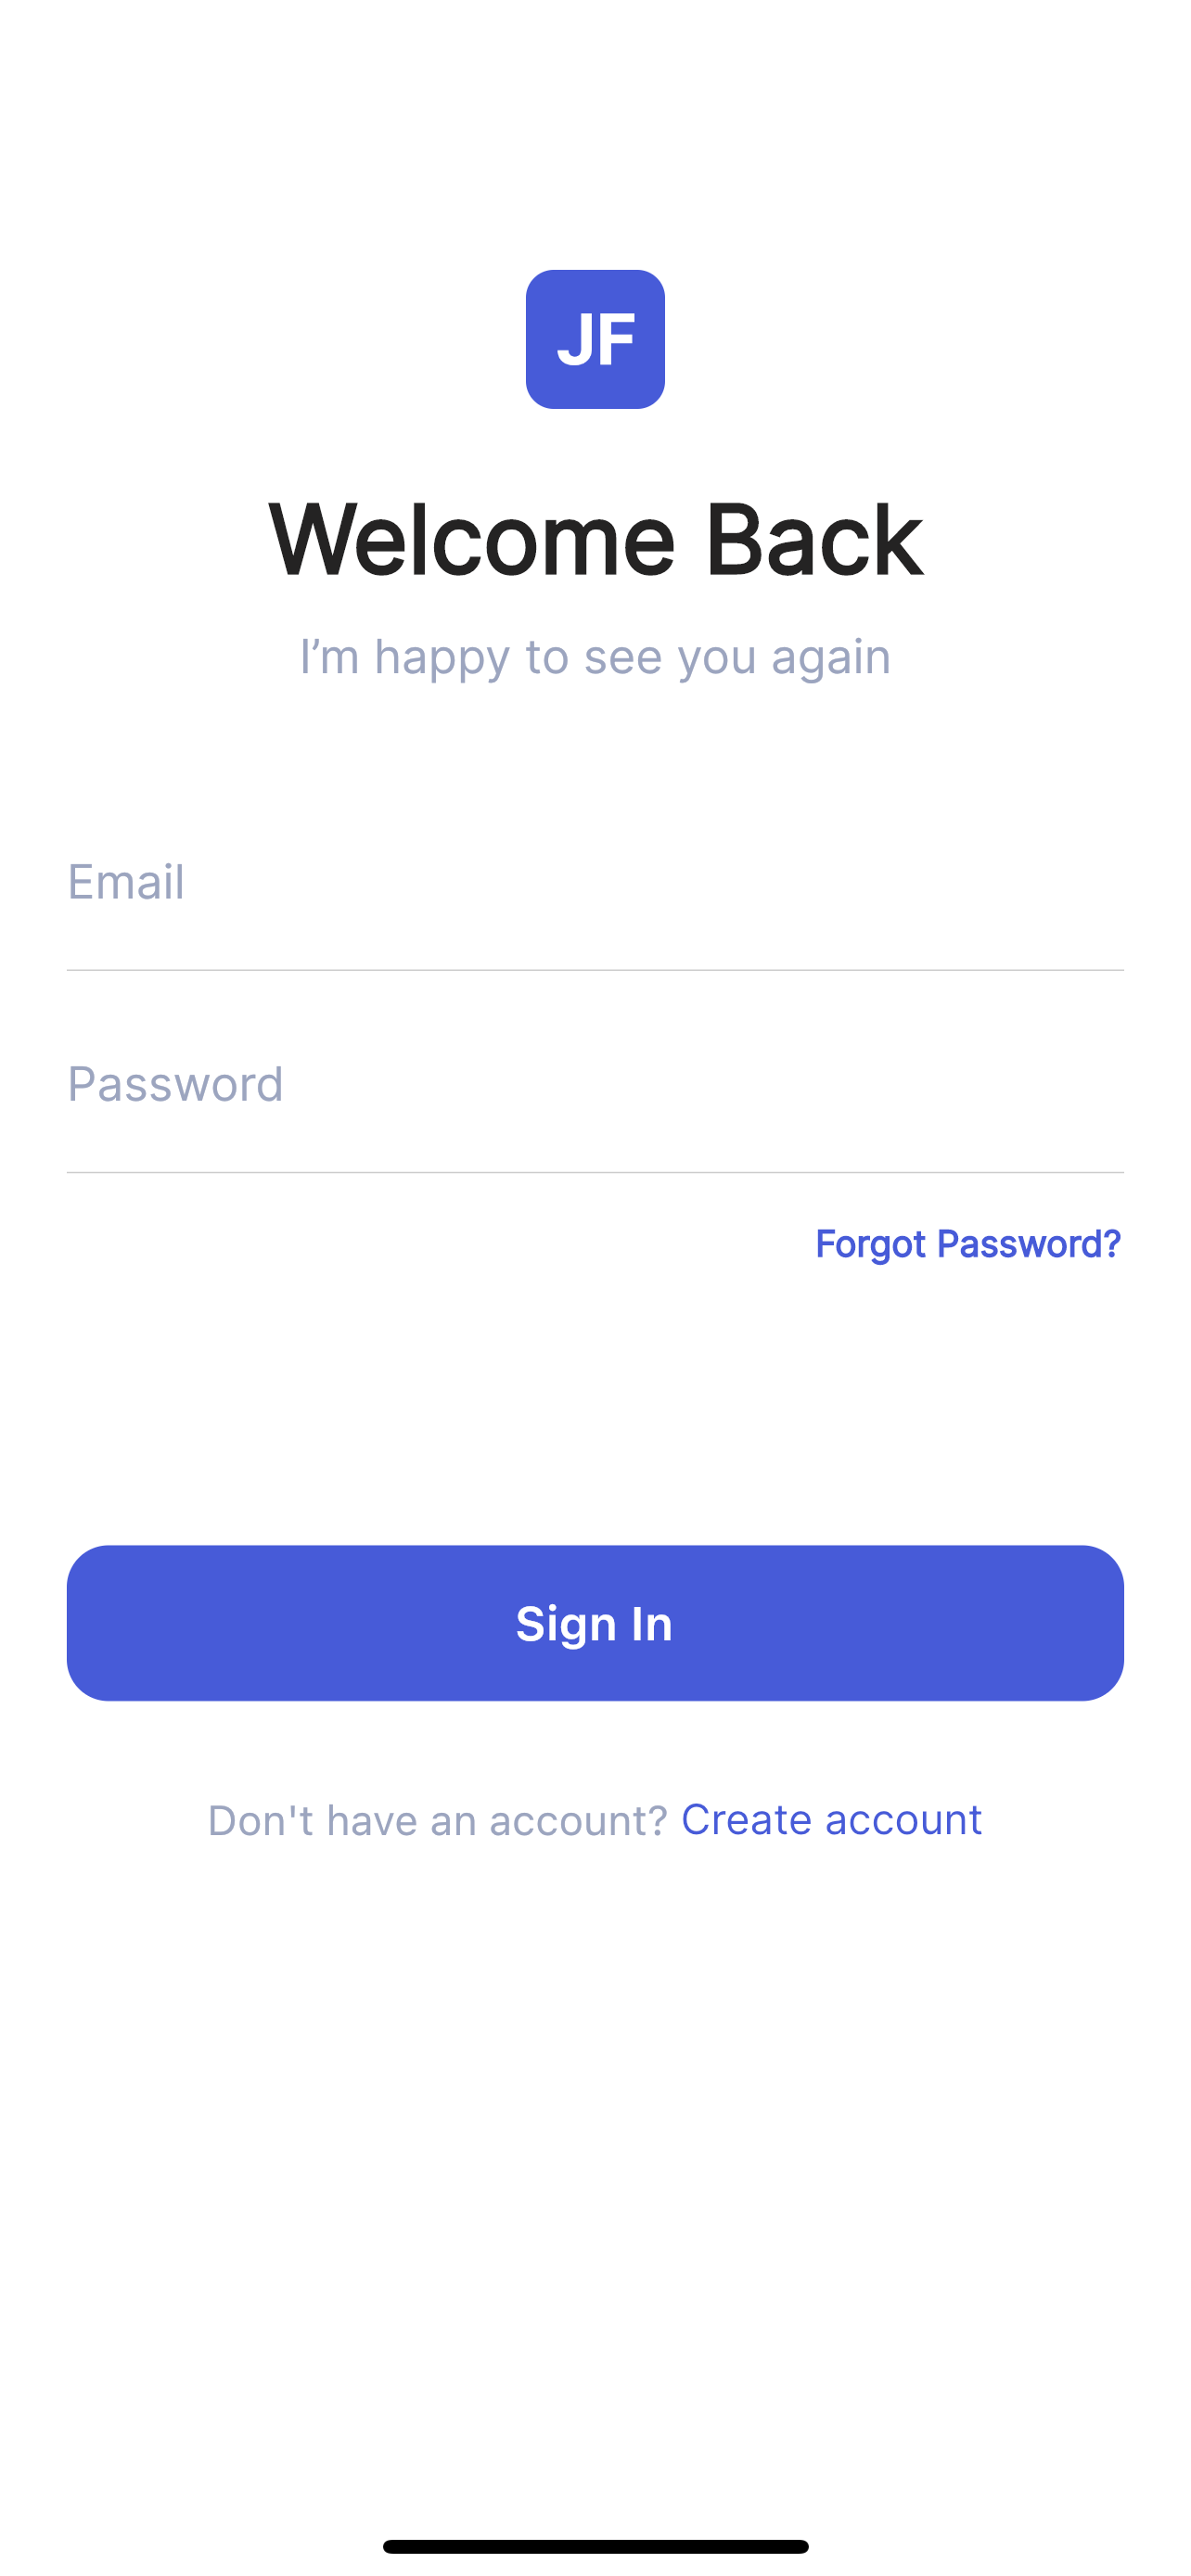 JF
Welcome Back
I’m happy to see you again
Email
Password
Forgot Password?
Sign In
Don't have an account? Create account